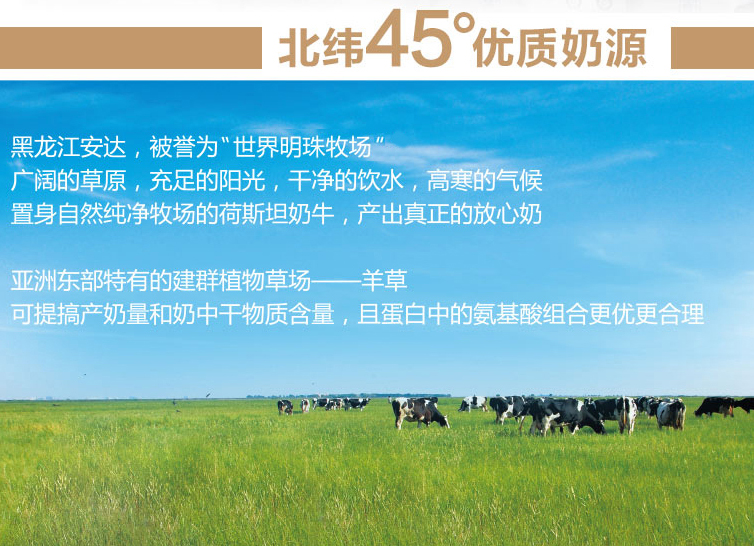 北纬45°优质奶源
黑龙江安达，被誉为“世界明珠牧场”
广阔的草原，充足的阳光，干净的饮水，高寒的气候
置身自然纯净牧场的荷斯坦奶牛，产出真正的放心奶
亚洲东部特有的建群植物草场——羊草
可提搞产奶量和奶中干物质含量，且蛋白中的氨基酸组合更优更合理